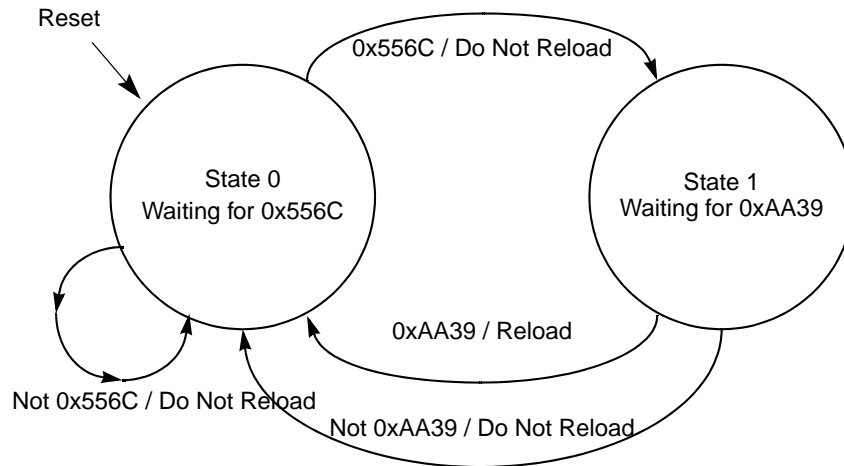 Reset
0x556C / Do Not Reload
State 0
Waiting for 0x556C
State 1
Waiting for 0xAA39
0xAA39 / Reload
Not 0x556C / Do Not Reload
Not 0xAA39 / Do Not Reload